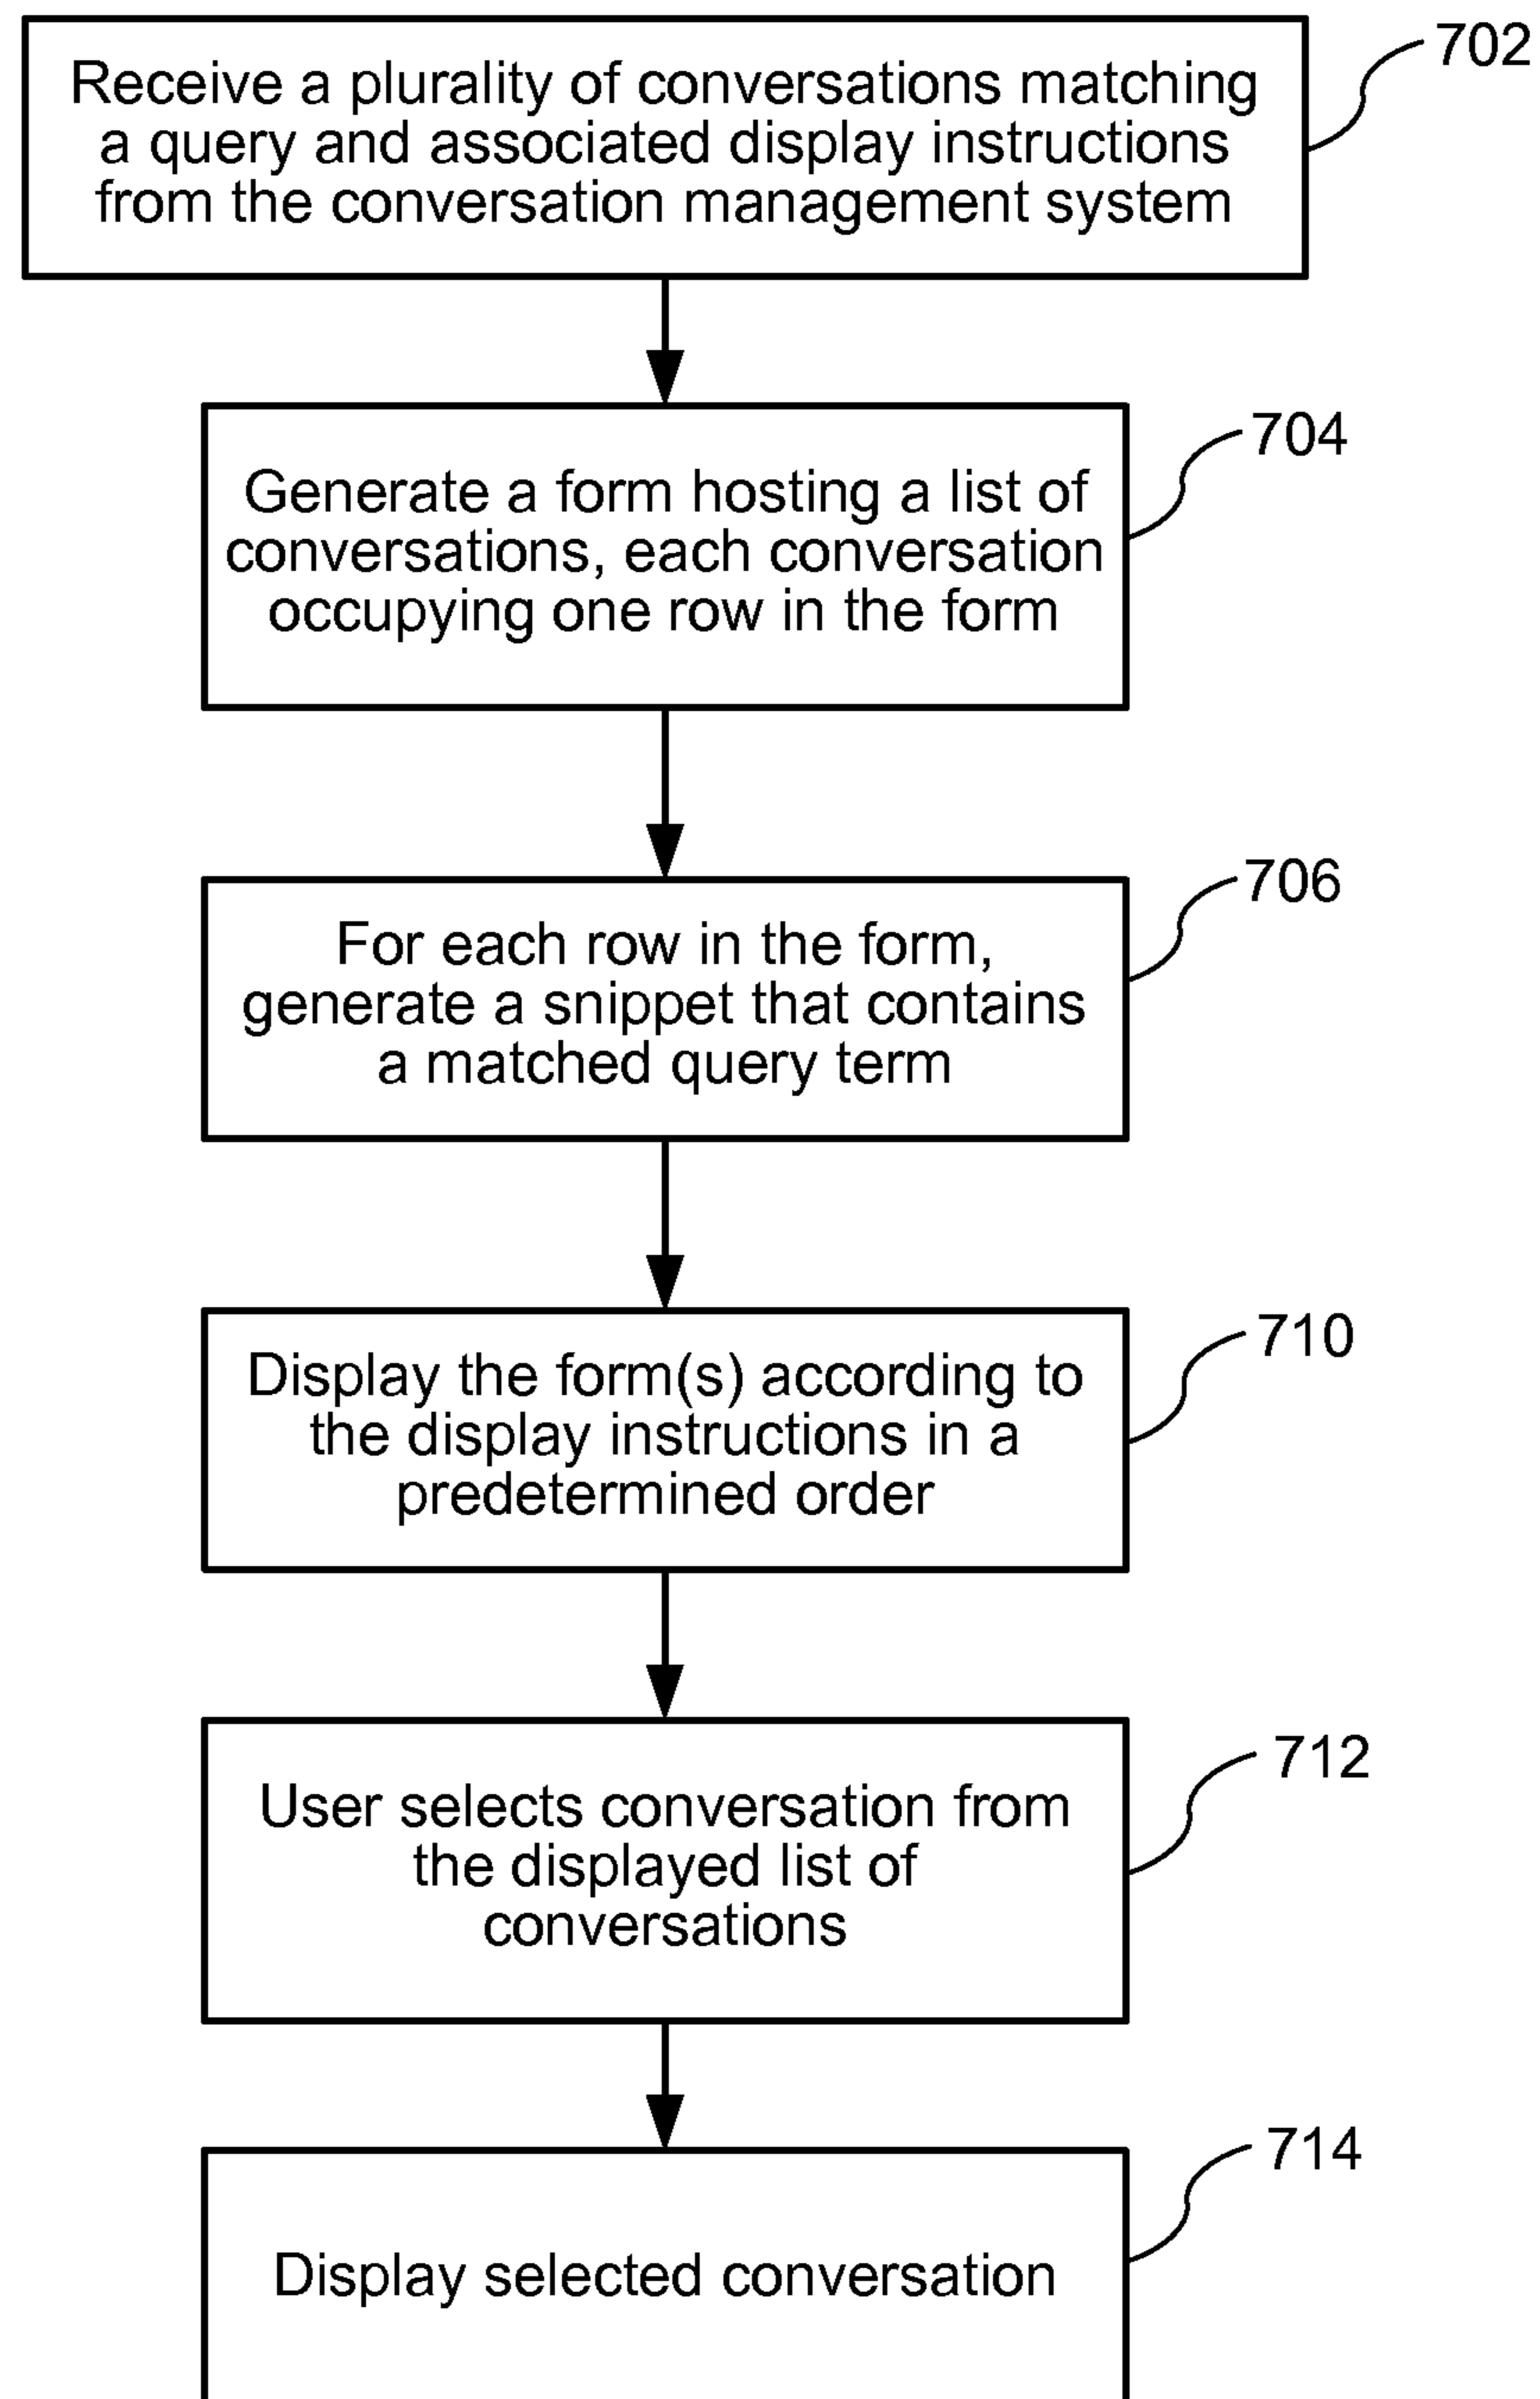 702
Receive a plurality of conversations matching
a query and associated display instructions
from the conversation management system
704
Generate a form hosting a list of
conversations, each conversation
occupying one row in the form
706
For each row in the form,
generate a snippet that contains
a matched query term
710
Display the form(s) according to
the display instructions in a
predetermined order
712
User selects conversation from
the displayed list of
conversations
714
Display selected conversation